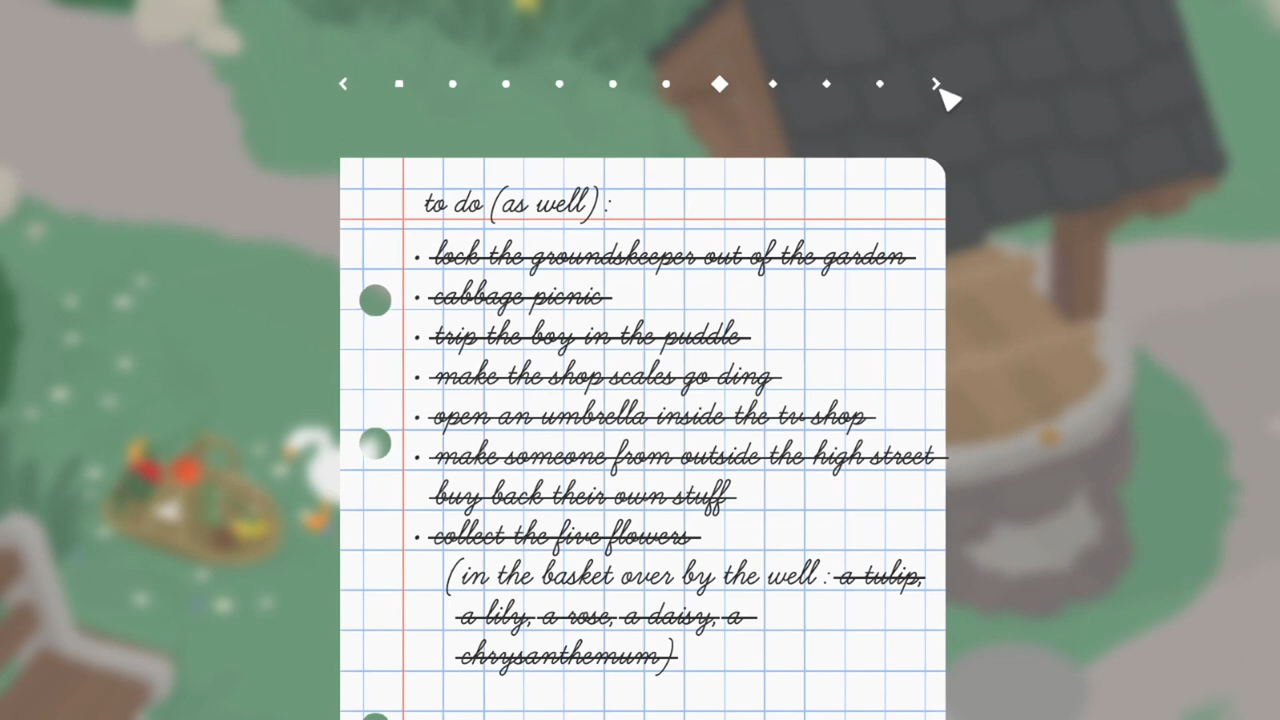 to do (as well) :
• lock the groundskeeper out of the garden
• cabbage picnic
• trip the boy in the puddle
• make the shop scales go ding
• open an umbrella inside the tv shop
• make someone from outside the high street
buy back their own stuff
• collect the five flowers
(in the basket over by the well : a tulip,
a lily, a rose, a daisy, a
chrysanthemum)